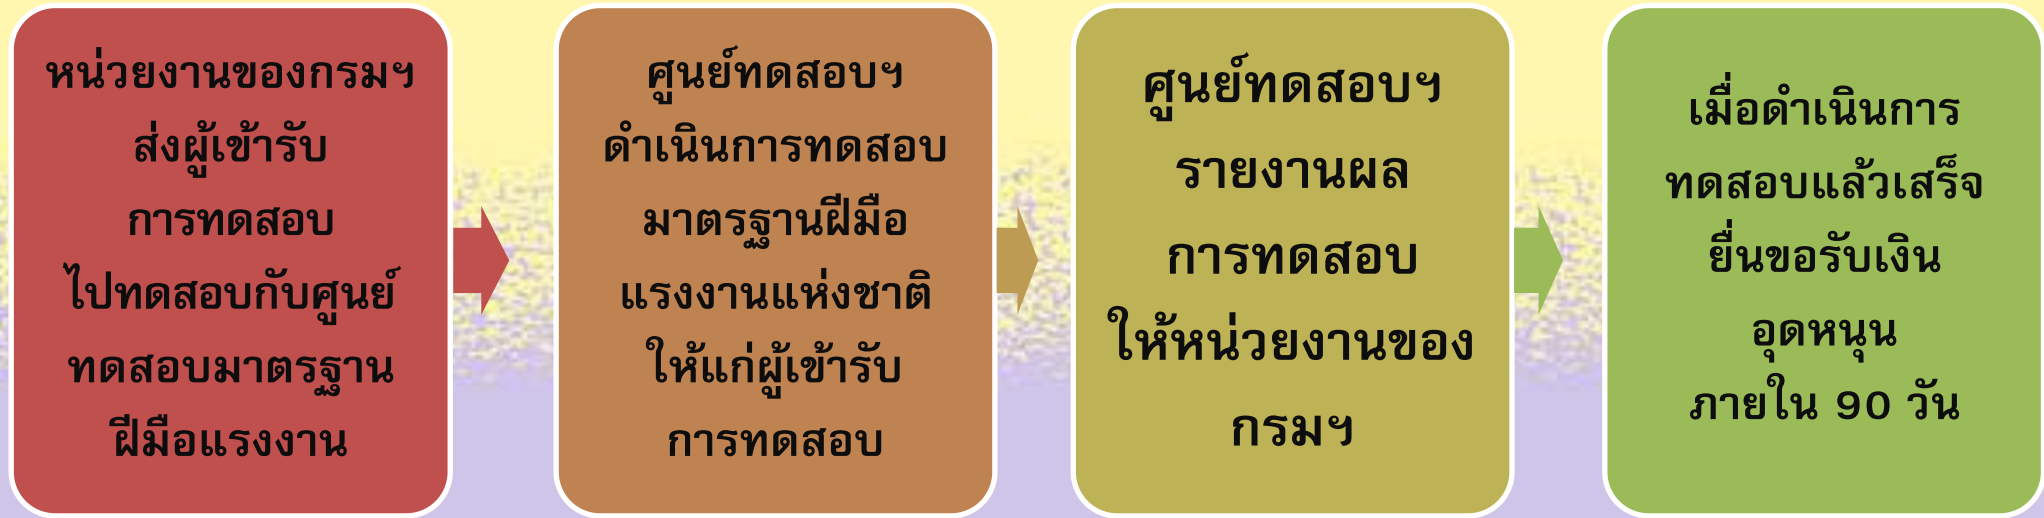 หน่วยงานของกรมฯ
ส่งผู้เข้ารับ
การทดสอบ
ไปทดสอบกับศูนย์
ทดสอบมาตรฐาน
ฝีมือแรงงาน
ศูนย์ทดสอบฯ
ดำเนินการทดสอบ
มาตรฐานฝีมือ
แรงงานแห่งชาติ
ให้แก่ผู้เข้ารับ
การทดสอบ
ศูนย์ทดสอบฯ
รายงานผล
การทดสอบ
ให้หน่วยงานของ
กรมฯ
เมื่อดำเนินการ
ทดสอบแล้วเสร็จ
ยื่นขอรับเงิน
อุดหนุน
ภายใน 90 วัน